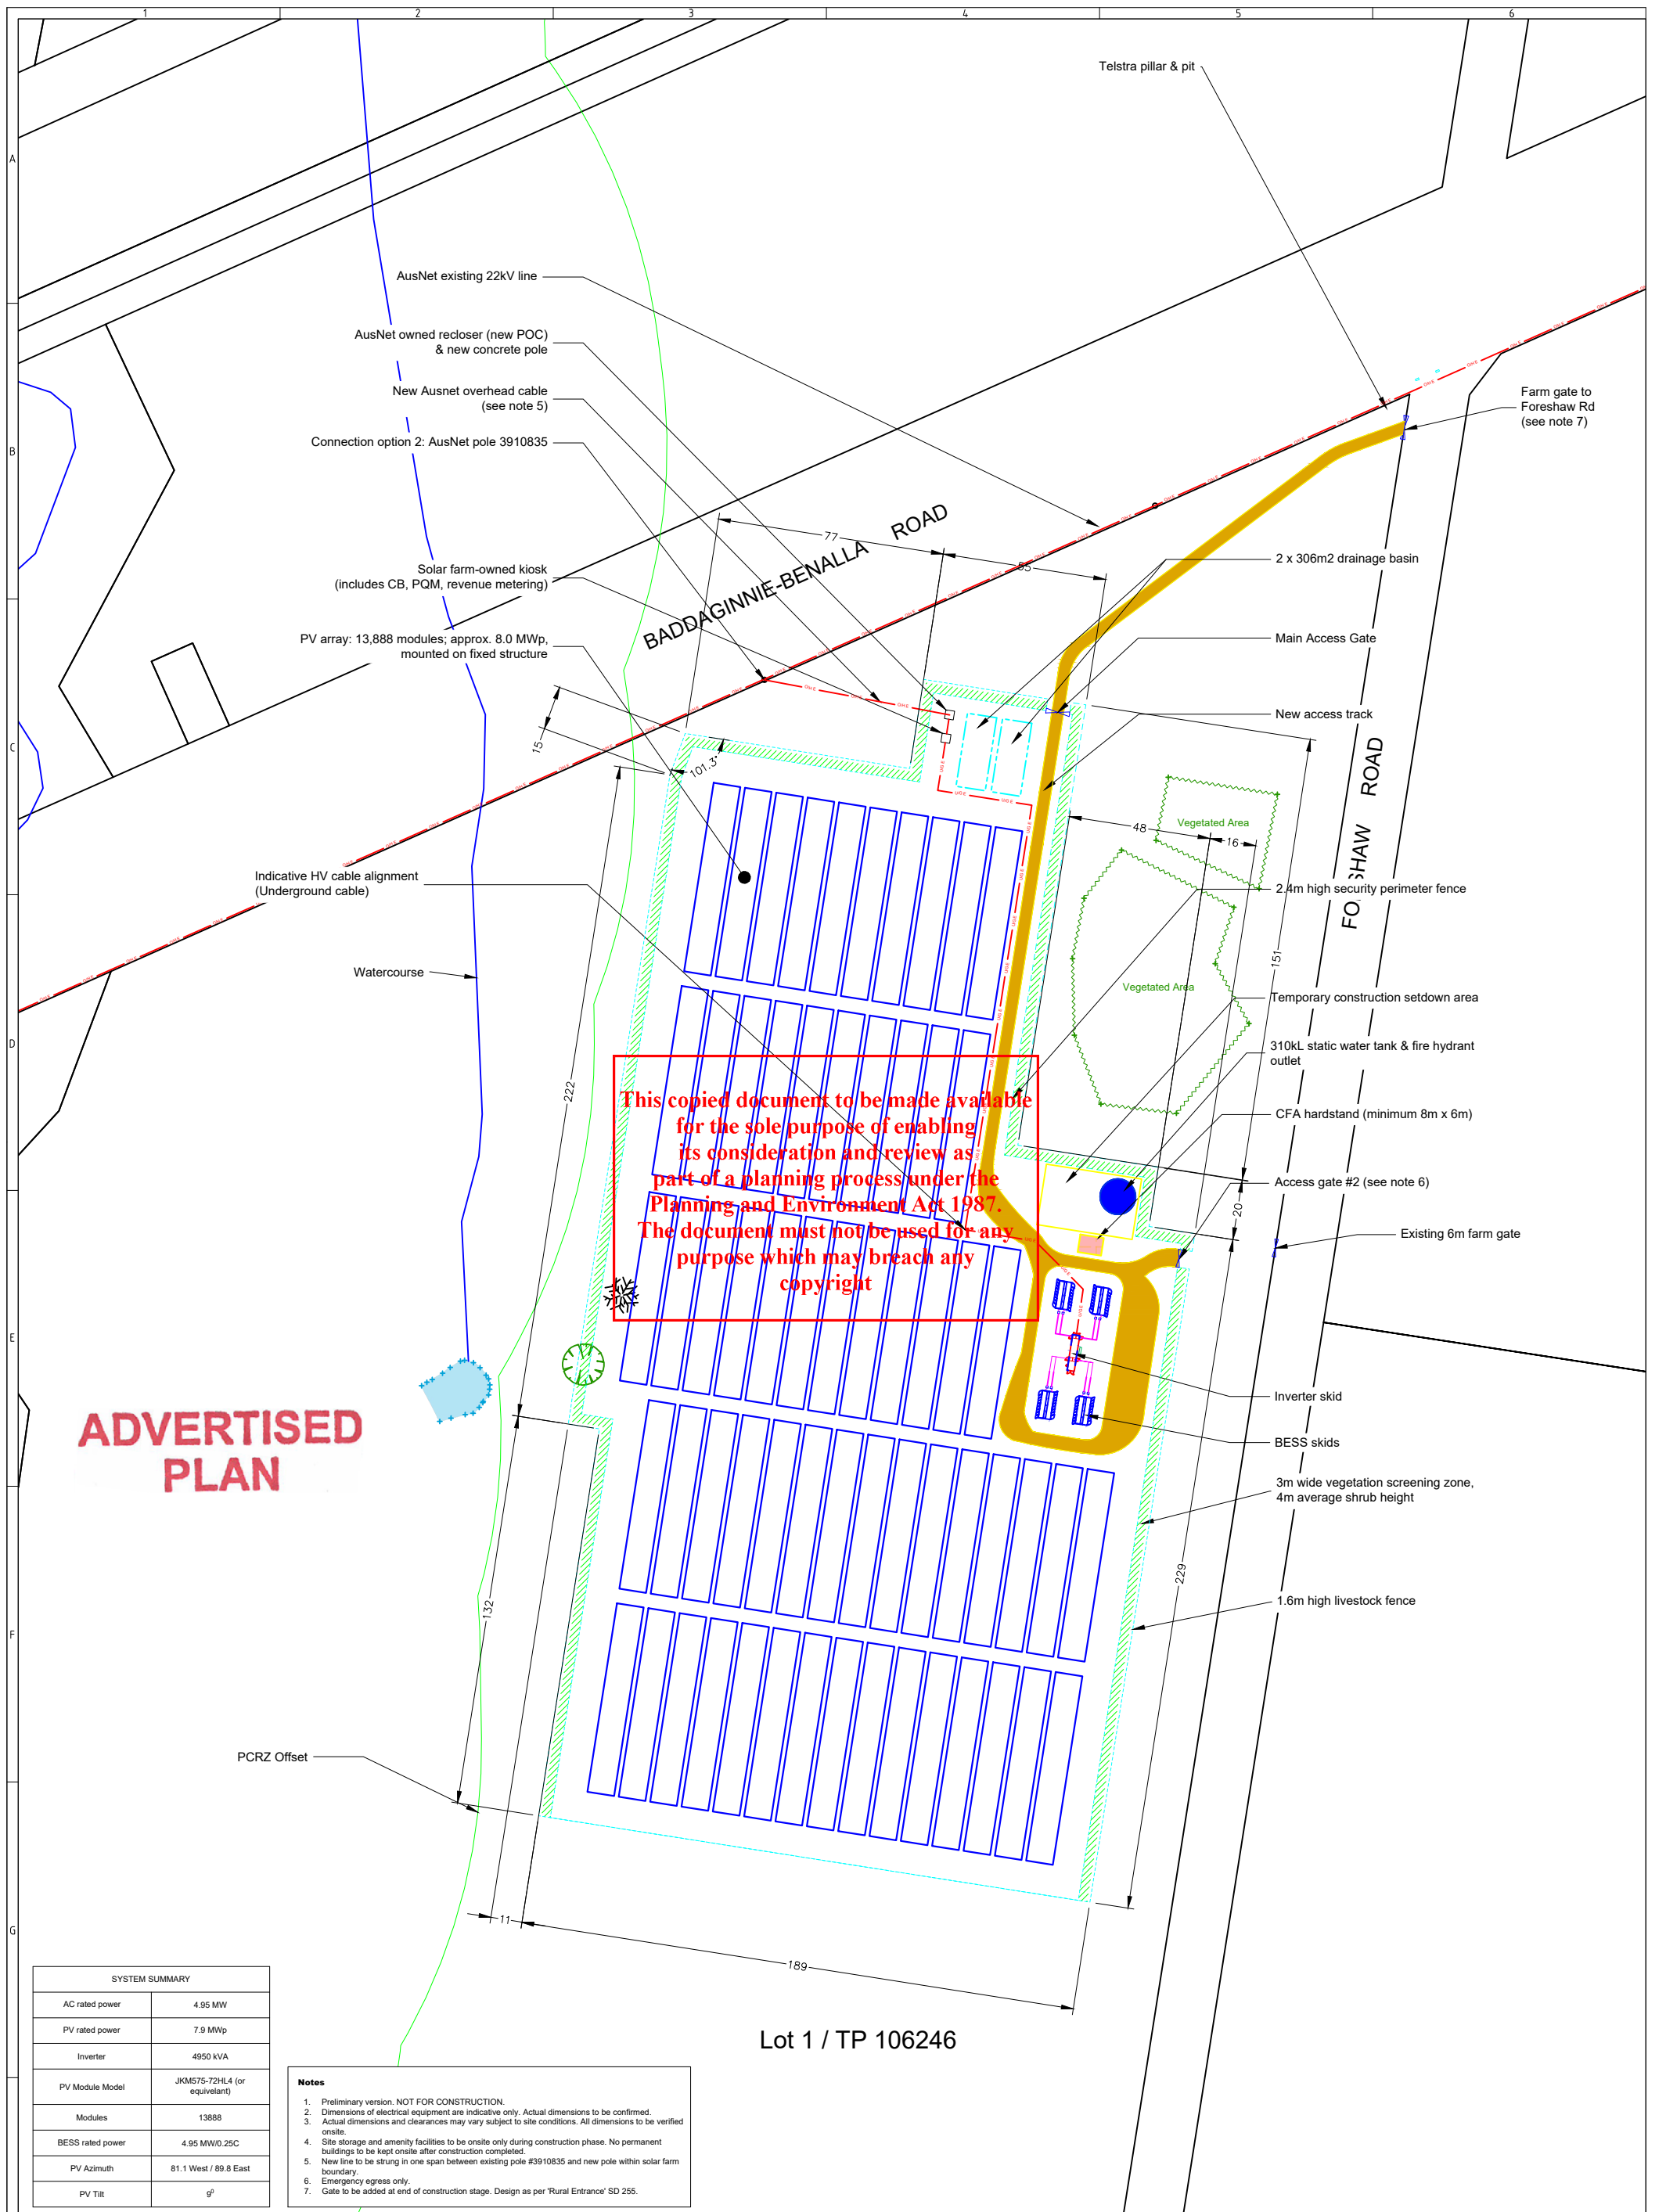 1 2 3 4 5 6
A
B
C
D
E
F
G
Telstra pillar & pit
AusNet existing 22kV line
AusNet owned recloser (new POC)
& new concrete pole
New Ausnet overhead cable
(see note 5)
Connection option 2: AusNet pole 3910835
Farm gate to
Foreshaw Rd
(see note 7)
BADDAGINNIE-BENALLA ROAD
77
55
2 x 306m2 drainage basin
Solar farm-owned kiosk
(includes CB, PQM, revenue metering)
Main Access Gate
PV array: 13,888 modules; approx. 8.0 MWp,
mounted on fixed structure
New access track
15
101.3°
FORESHAW ROAD
Vegetated Area
48
16
Indicative HV cable alignment
(Underground cable)
2.4m high security perimeter fence
Watercourse
151
Vegetated Area
Temporary construction setdown area
310kL static water tank & fire hydrant
outlet
222
CFA hardstand (minimum 8m x 6m)
This copied document to be made available
for the sole purpose of enabling
its consideration and review as
part of a planning process under the
Planning and Environment Act 1987.
The document must not be used for any
purpose which may breach any
copyright
Access gate #2 (see note 6)
20
Existing 6m farm gate
Inverter skid
ADVERTISED
PLAN
BESS skids
3m wide vegetation screening zone,
4m average shrub height
229
132
1.6m high livestock fence
PCRZ Offset
11
189
Lot 1 / TP 106246
SYSTEM SUMMARY
AC rated power 4.95 MW
PV rated power 7.9 MWp
Inverter 4950 kVA
PV Module Model JKM575-72HL4 (or
equivelant)
Modules 13888
BESS rated power 4.95 MW/0.25C
PV Azimuth 81.1 West / 89.8 East
PV Tilt 9⁰
Notes
1. Preliminary version. NOT FOR CONSTRUCTION.
2. Dimensions of electrical equipment are indicative only. Actual dimensions to be confirmed.
3. Actual dimensions and clearances may vary subject to site conditions. All dimensions to be verified
onsite.
4. Site storage and amenity facilities to be onsite only during construction phase. No permanent
buildings to be kept onsite after construction completed.
5. New line to be strung in one span between existing pole #3910835 and new pole within solar farm
boundary.
6. Emergency egress only.
7. Gate to be added at end of construction stage. Design as per 'Rural Entrance' SD 255.